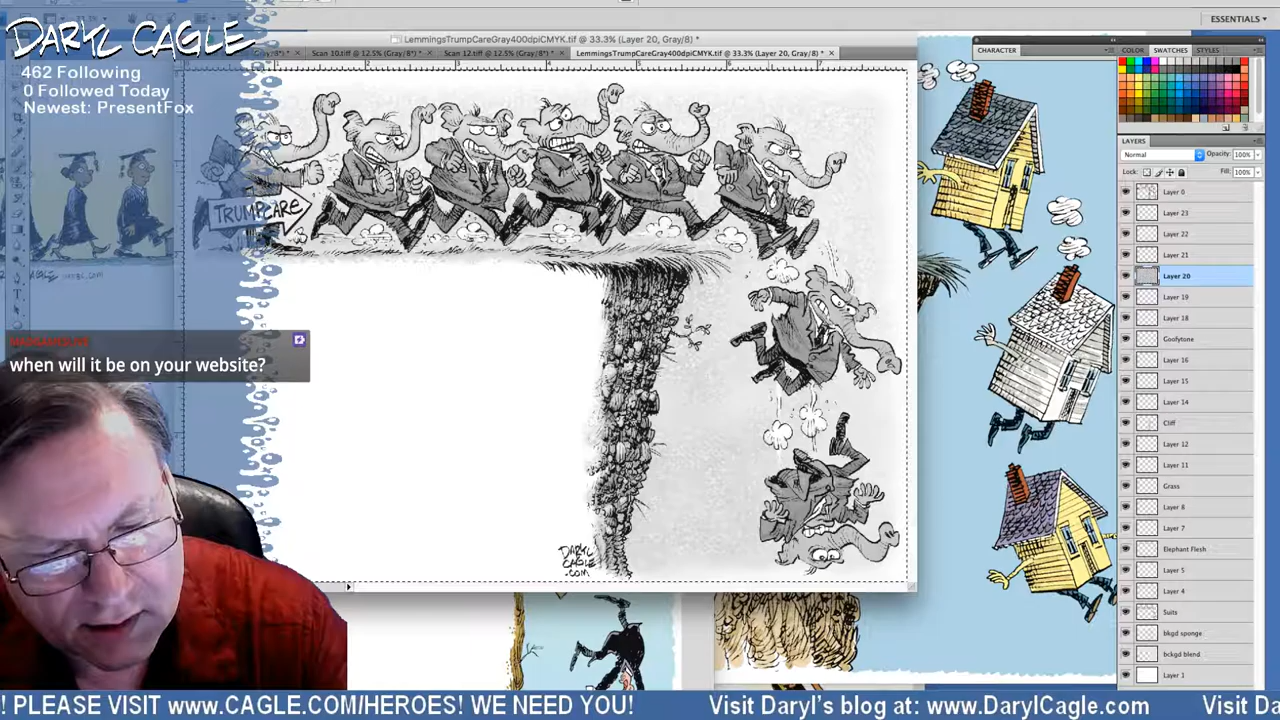 DARYL CAGLE
462 Following
0 Followed Today
Newest: PresentFox
ESSENTIALS
LemmingsTrumpCareGray400dpiCMYK.tif @ 33.3% (Layer 20, Gray/8) *
Scan 10.tiff @ 12.5% (Gray/8) *
Scan 12.tiff @ 12.5% (Gray/8) *
LemmingsTrumpCareGray400dpiCMYK.tif @ 33.3% (Layer 20, Gray/8) *
CHARACTER
COLOR
SWATCHES
STYLES
TRUMPCARE
when will it be on your website?
DARYL
CAGLE
.COM
LAYERS
Normal
Opacity: 100%
Lock:
Fill: 100%
Layer 0
Layer 23
Layer 22
Layer 21
Layer 20
Layer 19
Layer 18
Goofytone
Layer 16
Layer 15
Layer 14
Cliff
Layer 12
Layer 11
Grass
Layer 8
Layer 7
Elephant Flesh
Layer 5
Layer 4
Suits
bkgd sponge
bckgd blend
Layer 1
! PLEASE VISIT WWW.CAGLE.COM/HEROES! WE NEED YOU!
Visit Daryl's blog at: www.DarylCagle.com
Visit Da